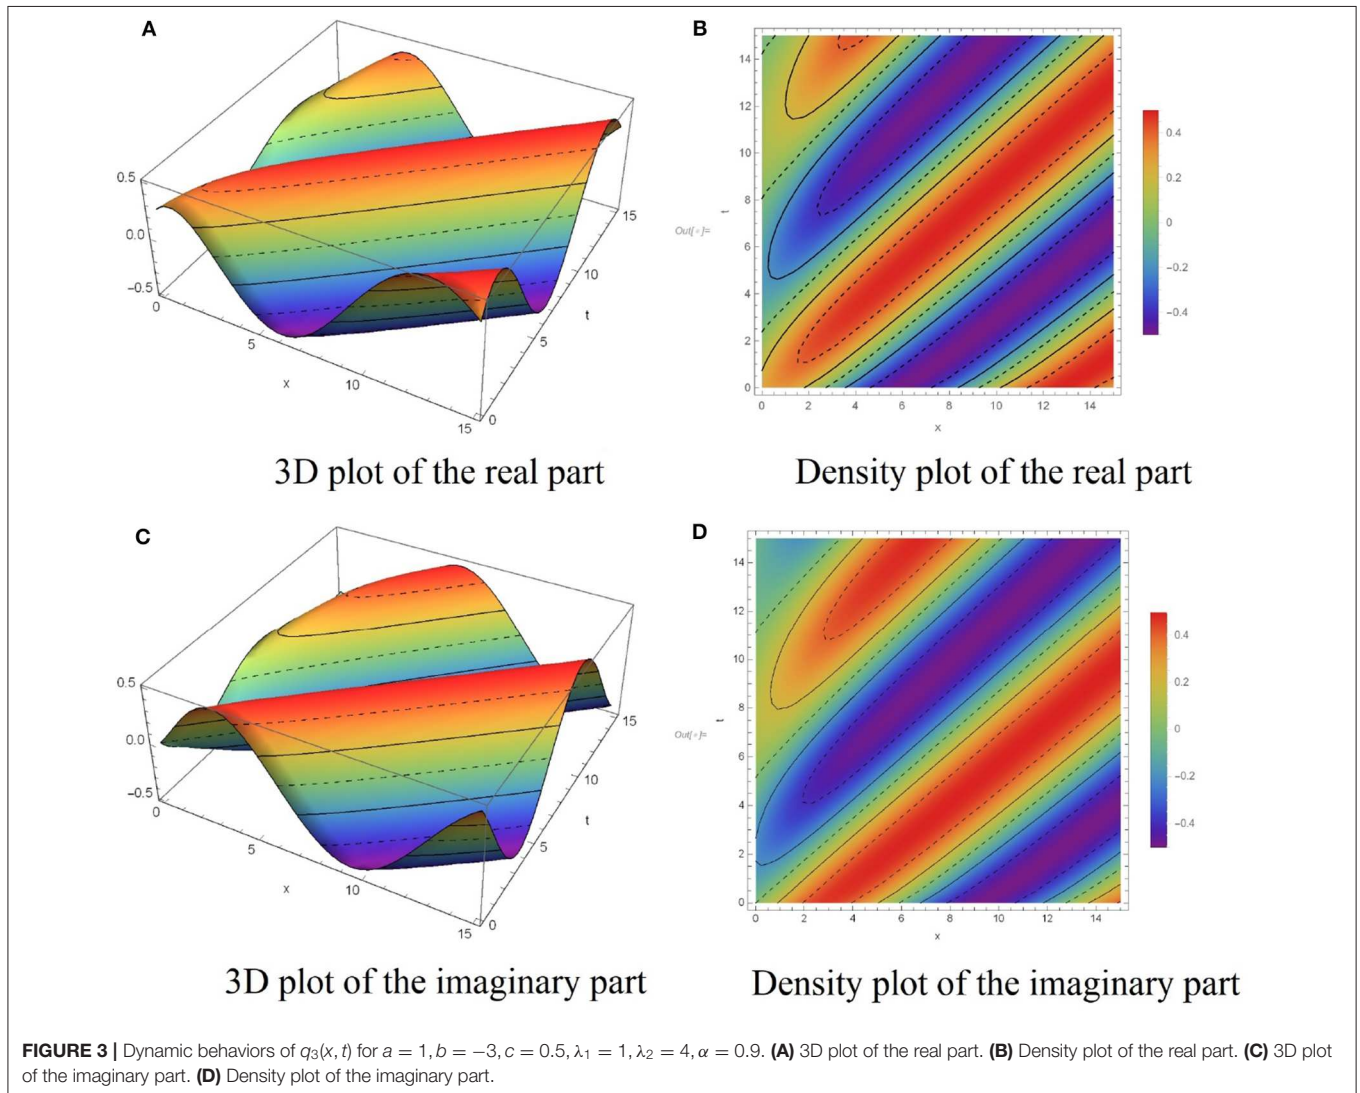 A
B
0.5
0.0
−0.5
0
5
10
15
x
0
5
10
15
t
Out[◦]=
t
14
12
10
8
6
4
2
0
0 2 4 6 8 10 12 14
x
0.4
0.2
0
−0.2
−0.4
3D plot of the real part
Density plot of the real part
C
D
0.5
0.0
−0.5
0
5
10
15
x
0
5
10
15
t
Out[◦]=
t
14
12
10
8
6
4
2
0
0 2 4 6 8 10 12 14
x
0.4
0.2
0
−0.2
−0.4
3D plot of the imaginary part
Density plot of the imaginary part
FIGURE 3 | Dynamic behaviors of q₃(x, t) for a = 1, b = −3, c = 0.5, λ₁ = 1, λ₂ = 4, α = 0.9. (A) 3D plot of the real part. (B) Density plot of the real part. (C) 3D plot
of the imaginary part. (D) Density plot of the imaginary part.